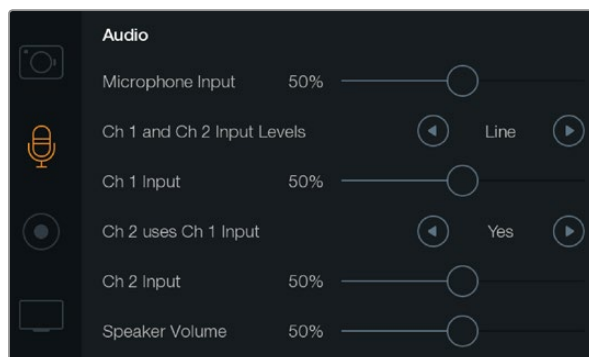 Audio
Microphone Input 50%
Ch 1 and Ch 2 Input Levels Line
Ch 1 Input 50%
Ch 2 uses Ch 1 Input Yes
Ch 2 Input 50%
Speaker Volume 50%